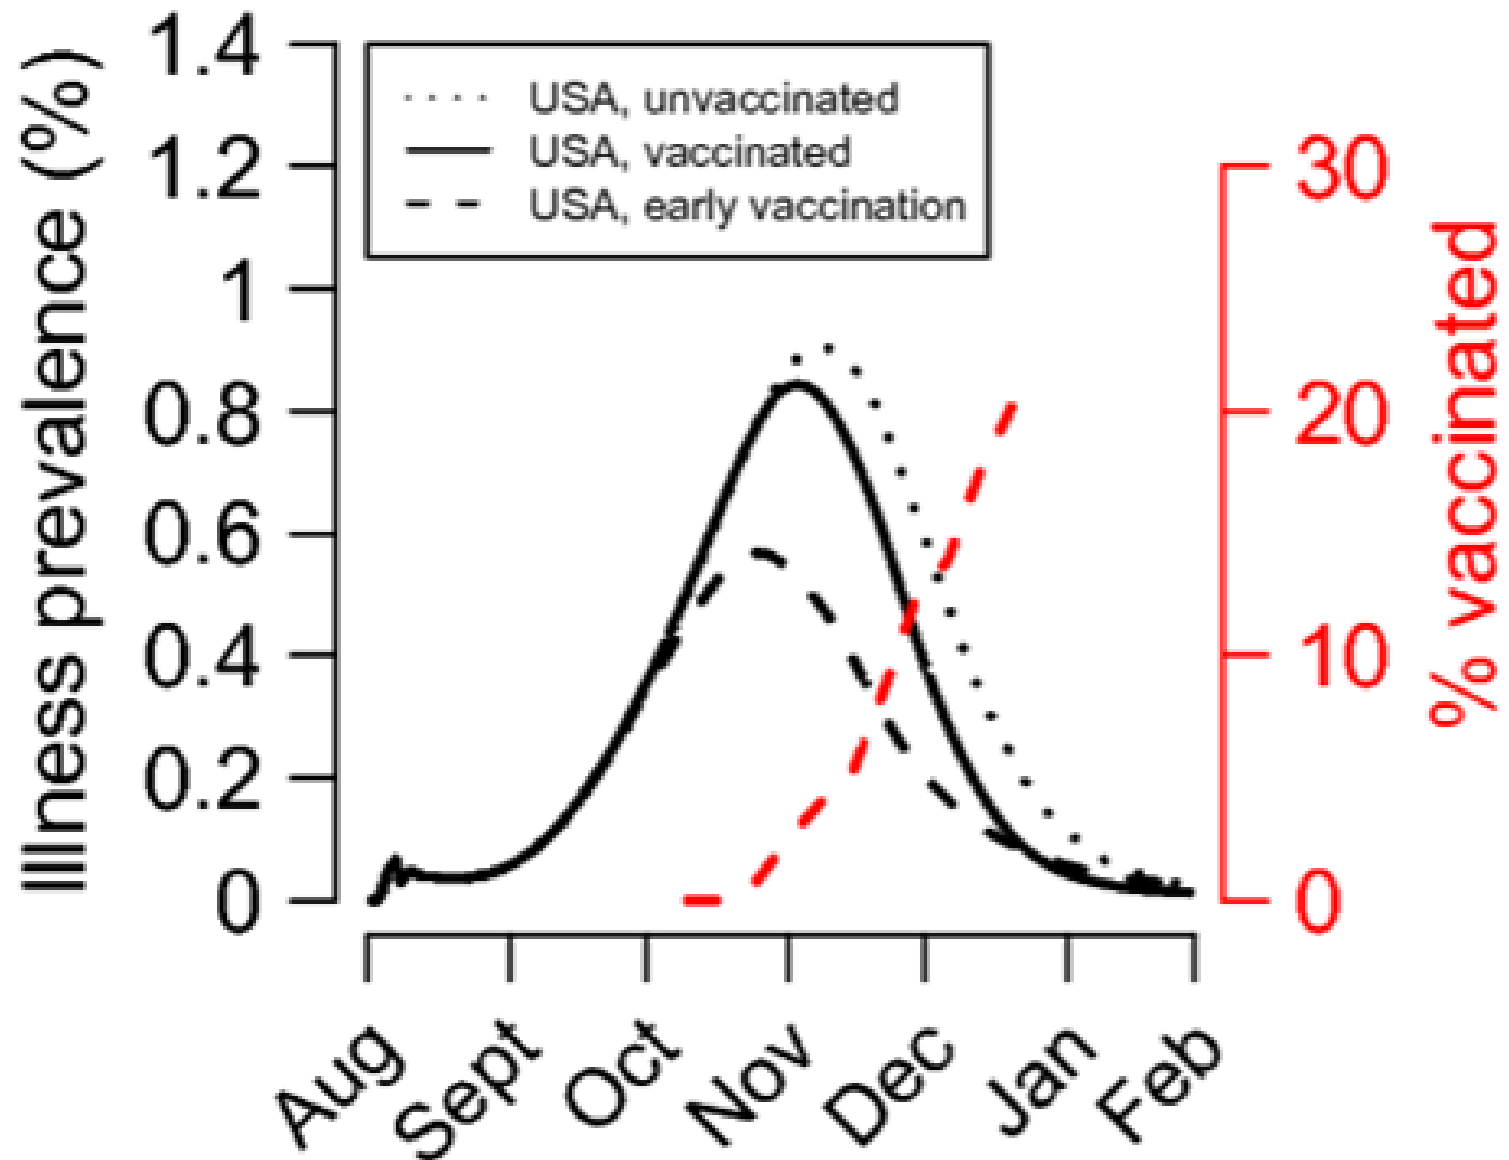 Illness prevalence (%)
1.4
1.2
1
0.8
0.6
0.4
0.2
0
USA, unvaccinated
USA, vaccinated
USA, early vaccination
30
20
10
0
% vaccinated
Aug
Sept
Oct
Nov
Dec
Jan
Feb